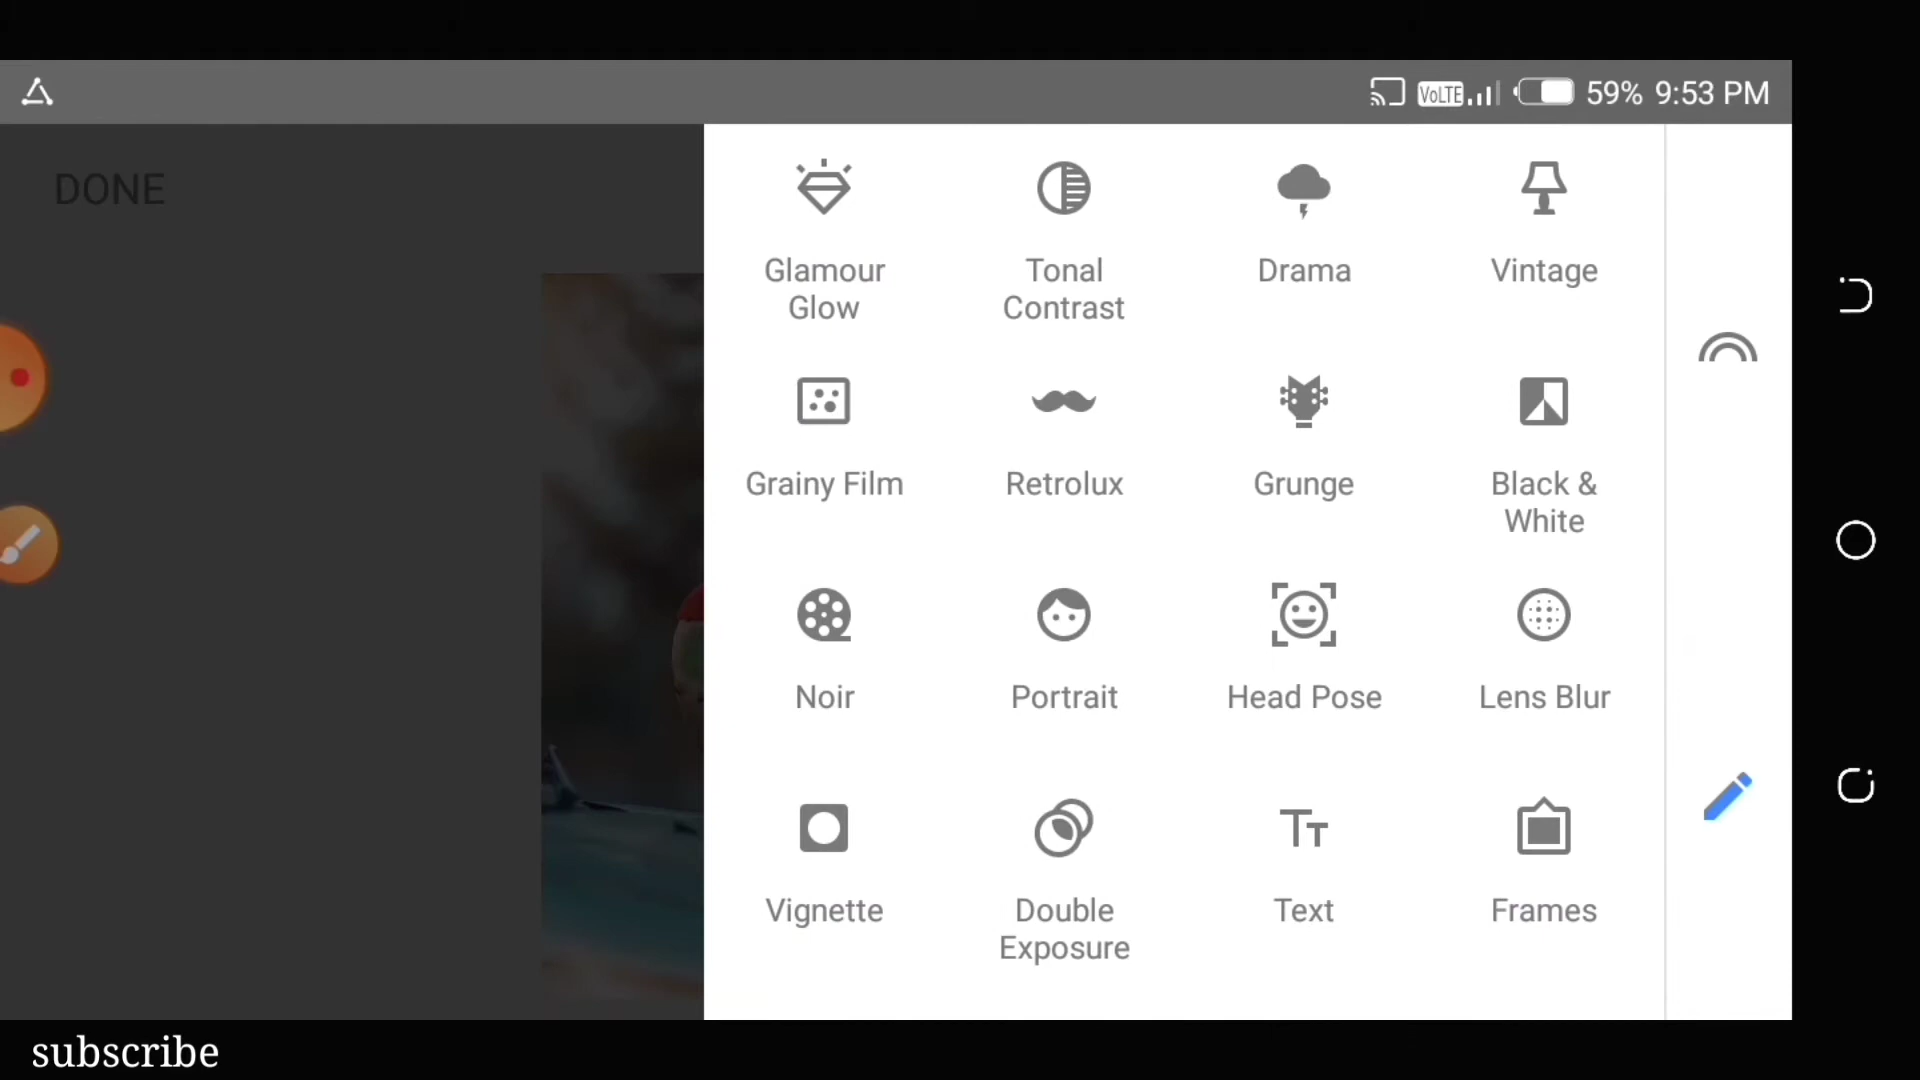 VoLTE 59% 9:53 PM
DONE
Glamour Glow
Tonal Contrast
Drama
Vintage
Grainy Film
Retrolux
Grunge
Black & White
Noir
Portrait
Head Pose
Lens Blur
Vignette
Double Exposure
Text
Frames
subscribe